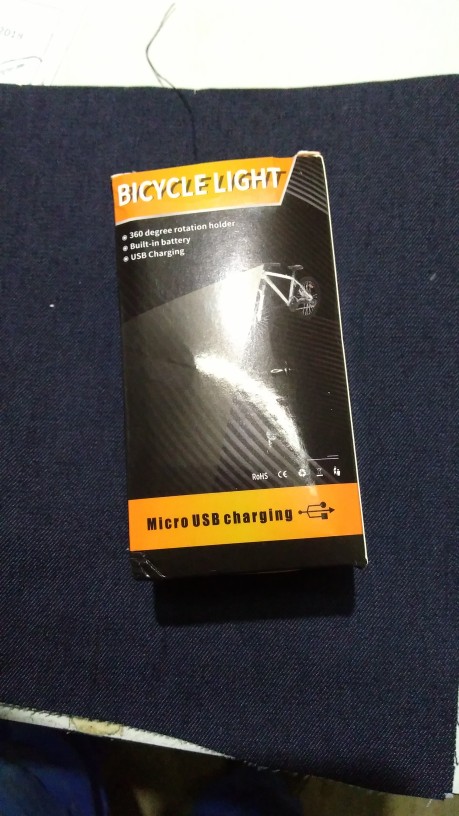 BICYCLE LIGHT
360 degree rotation holder
Built-in battery
USB Charging
RoHS CE
Micro USB charging